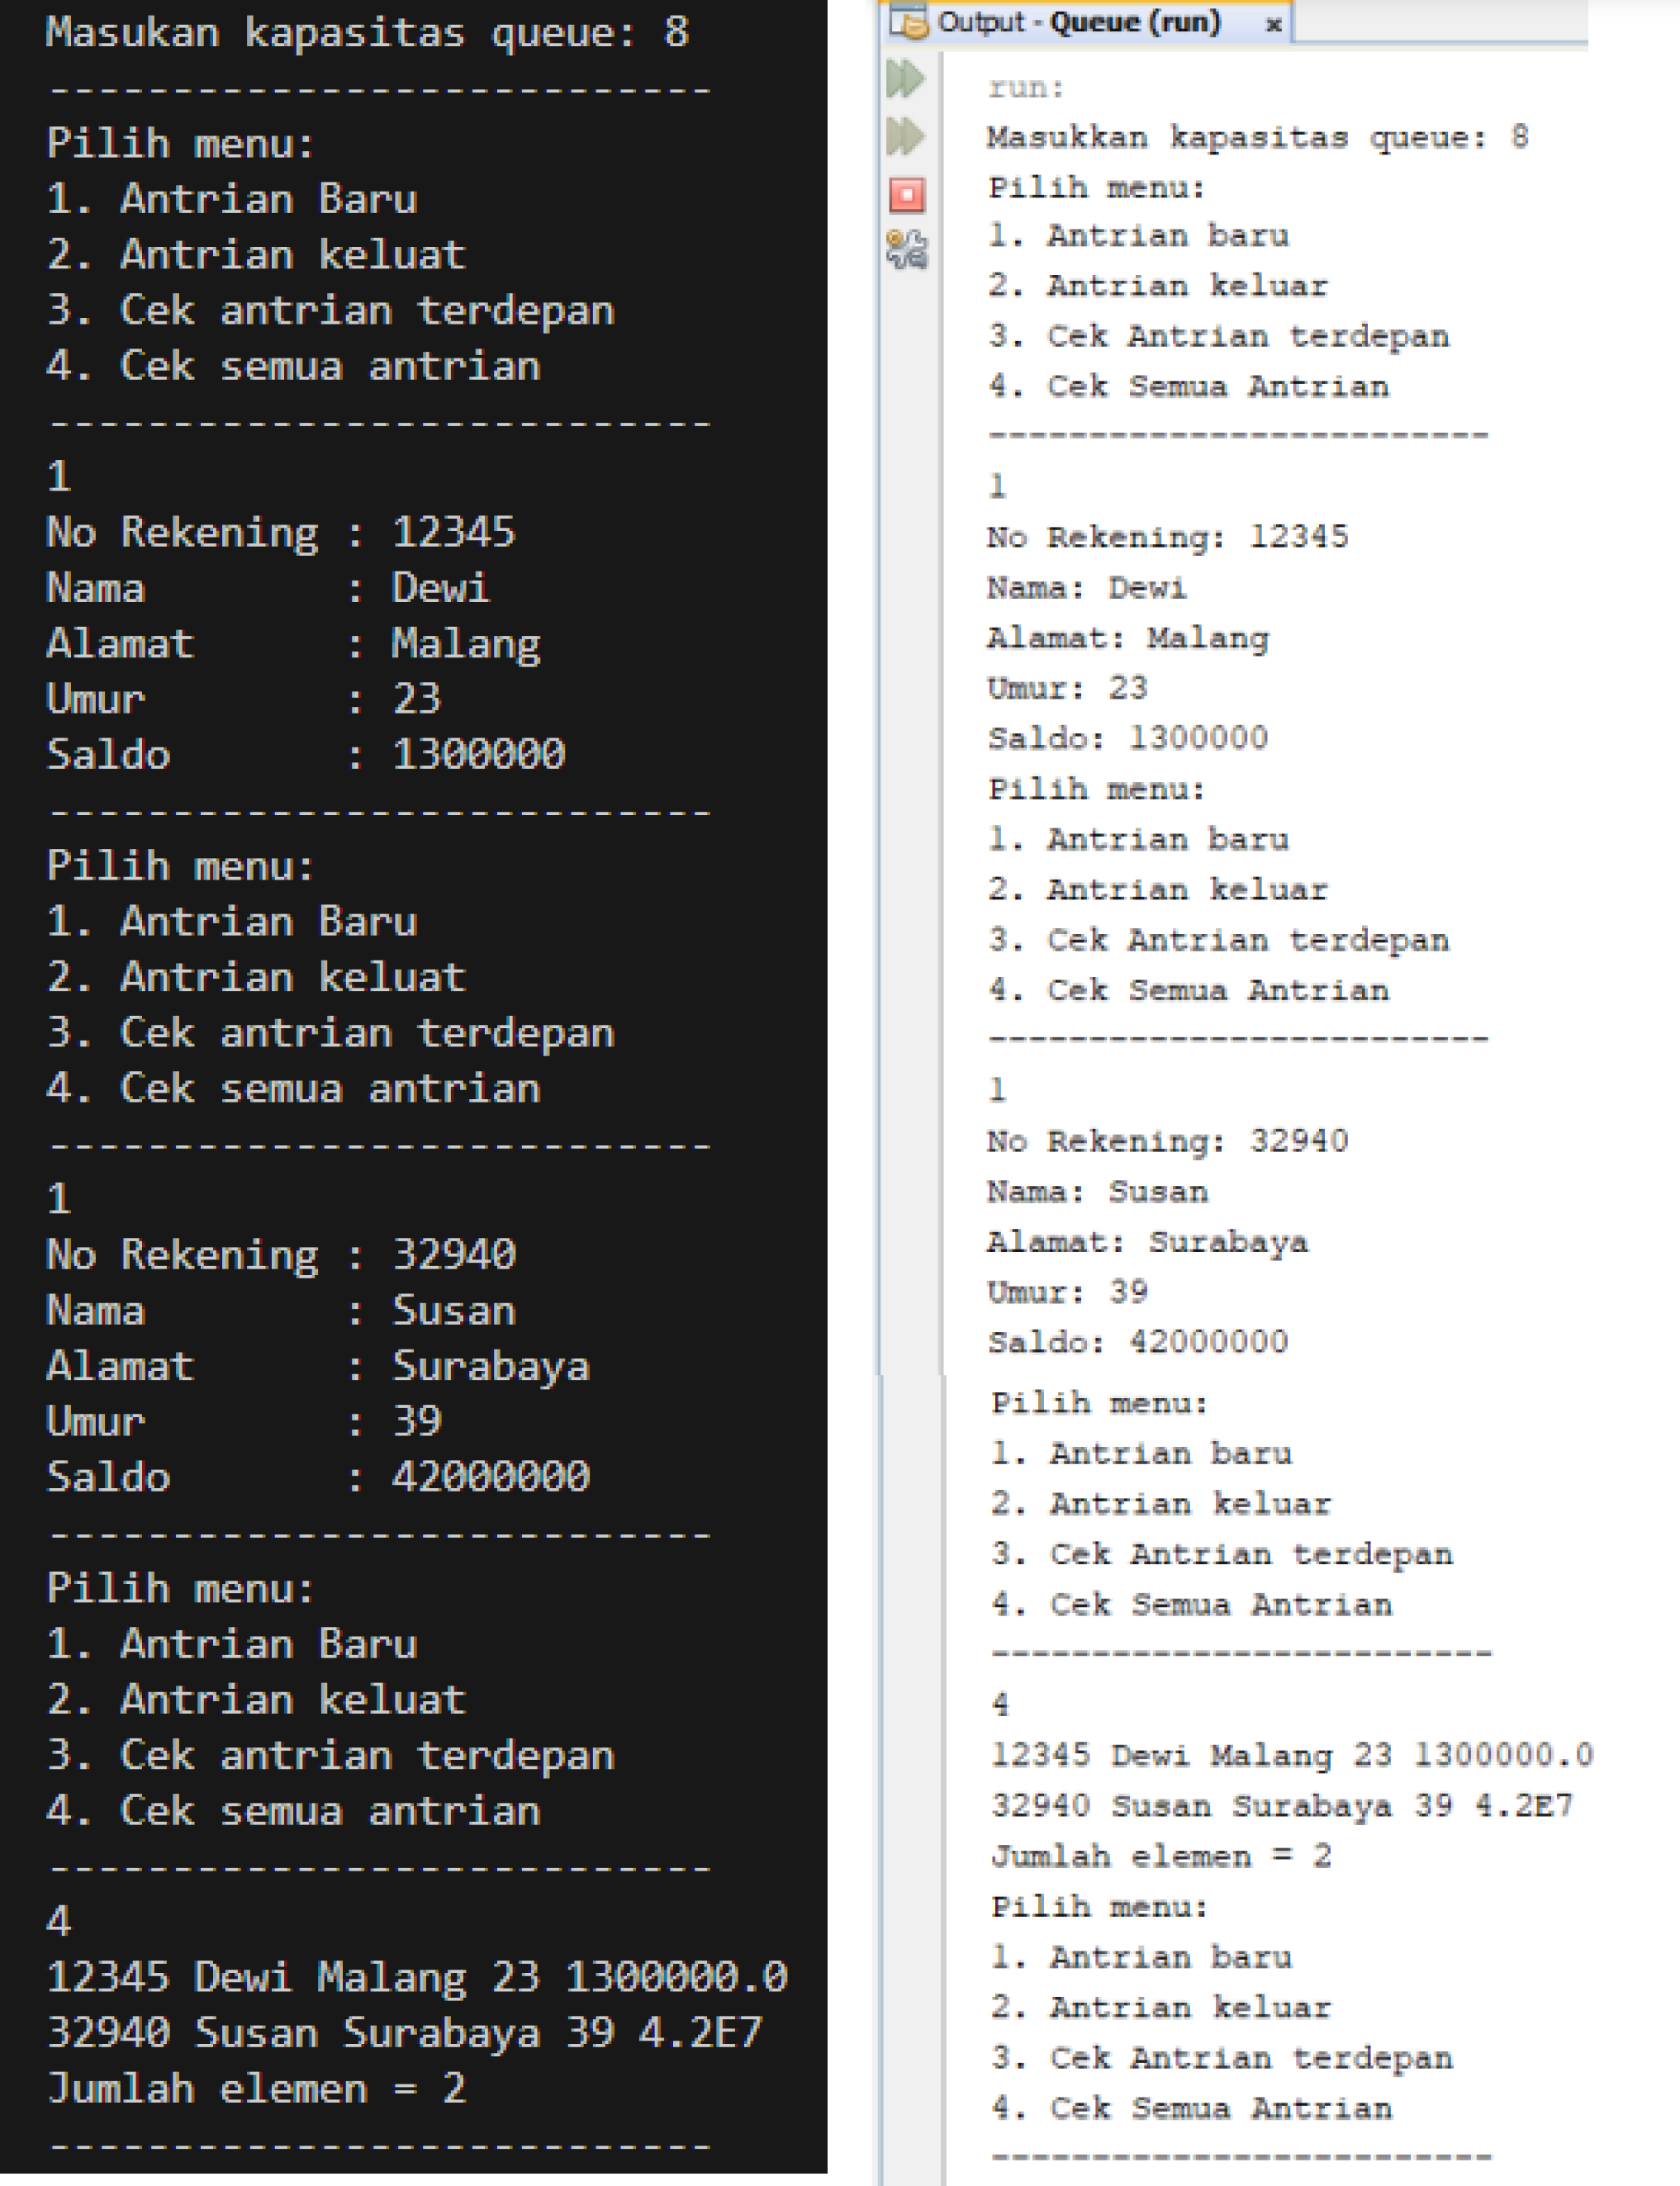 Masukan kapasitas queue: 8
---------------------------
Pilih menu:
1. Antrian Baru
2. Antrian keluat
3. Cek antrian terdepan
4. Cek semua antrian
---------------------------
1
No Rekening : 12345
Nama : Dewi
Alamat : Malang
Umur : 23
Saldo : 1300000
---------------------------
Pilih menu:
1. Antrian Baru
2. Antrian keluat
3. Cek antrian terdepan
4. Cek semua antrian
---------------------------
1
No Rekening : 32940
Nama : Susan
Alamat : Surabaya
Umur : 39
Saldo : 42000000
---------------------------
Pilih menu:
1. Antrian Baru
2. Antrian keluat
3. Cek antrian terdepan
4. Cek semua antrian
---------------------------
4
12345 Dewi Malang 23 1300000.0
32940 Susan Surabaya 39 4.2E7
Jumlah elemen = 2
---------------------------
Output - Queue (run) x
run:
Masukkan kapasitas queue: 8
Pilih menu:
1. Antrian baru
2. Antrian keluar
3. Cek Antrian terdepan
4. Cek Semua Antrian
-------------------------
1
No Rekening: 12345
Nama: Dewi
Alamat: Malang
Umur: 23
Saldo: 1300000
Pilih menu:
1. Antrian baru
2. Antrian keluar
3. Cek Antrian terdepan
4. Cek Semua Antrian
-------------------------
1
No Rekening: 32940
Nama: Susan
Alamat: Surabaya
Umur: 39
Saldo: 42000000
Pilih menu:
1. Antrian baru
2. Antrian keluar
3. Cek Antrian terdepan
4. Cek Semua Antrian
-------------------------
4
12345 Dewi Malang 23 1300000.0
32940 Susan Surabaya 39 4.2E7
Jumlah elemen = 2
Pilih menu:
1. Antrian baru
2. Antrian keluar
3. Cek Antrian terdepan
4. Cek Semua Antrian
-------------------------